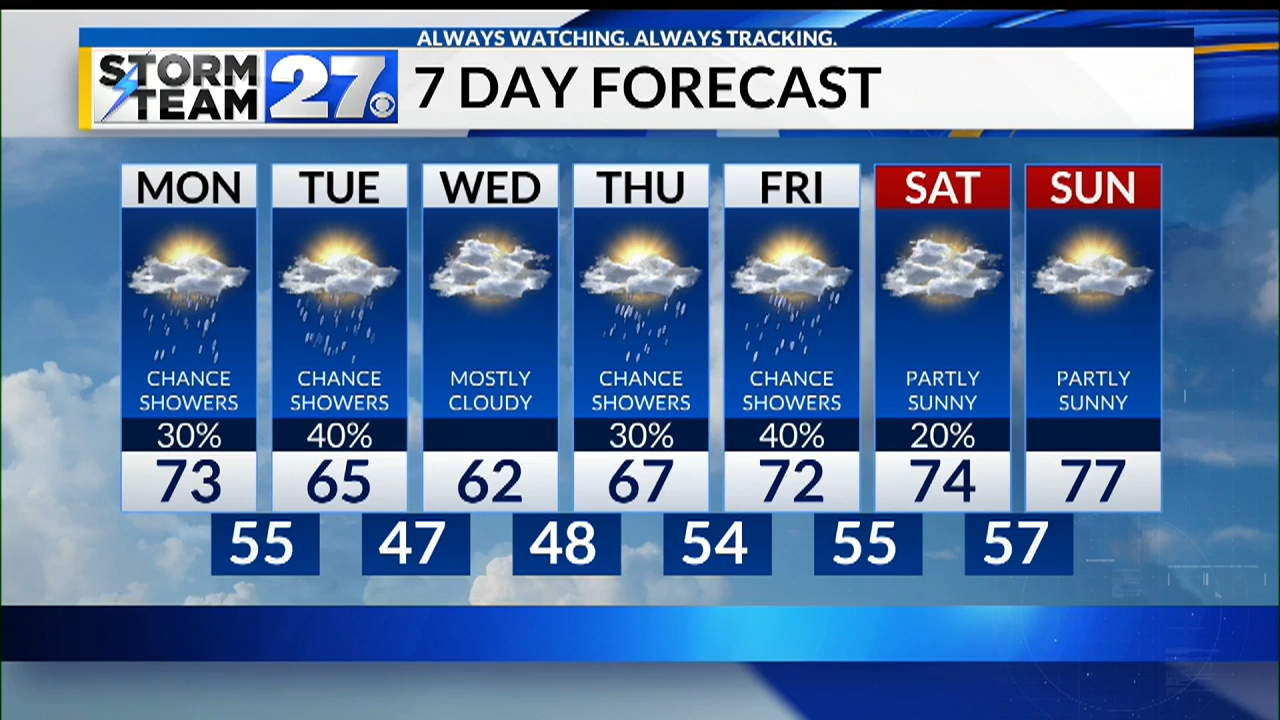 ALWAYS WATCHING. ALWAYS TRACKING.
STORM TEAM 27 7 DAY FORECAST
MON TUE WED THU FRI SAT SUN
CHANCE SHOWERS
CHANCE SHOWERS
MOSTLY CLOUDY
CHANCE SHOWERS
CHANCE SHOWERS
PARTLY SUNNY
PARTLY SUNNY
30% 40% 30% 40% 20%
73 65 62 67 72 74 77
55 47 48 54 55 57